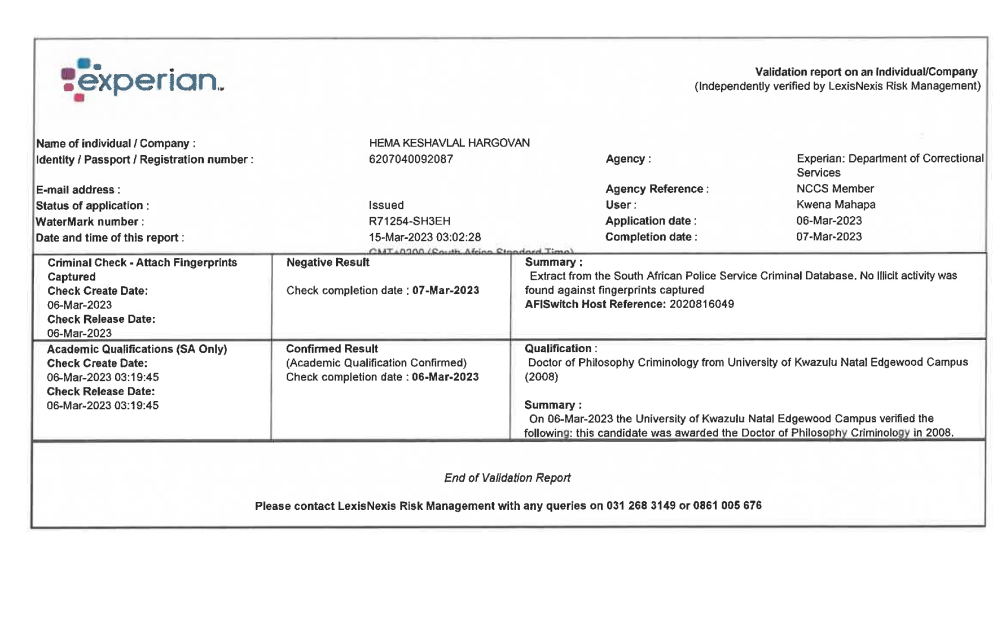 experian
Validation report on an Individual/Company
(Independently verified by LexisNexis Risk Management)
Name of individual / Company : HEMA KESHAVLAL HARGOVAN
Identity / Passport / Registration number : 6207040092087 Agency : Experian: Department of Correctional
Services
E-mail address : Agency Reference : NCCS Member
Status of application : Issued User : Kwena Mahapa
WaterMark number : R71254-SH3EH Application date : 06-Mar-2023
Date and time of this report : 15-Mar-2023 03:02:28 Completion date : 07-Mar-2023
GMT+0200 (South Africa Standard Time)
Criminal Check - Attach Fingerprints
Captured
Check Create Date:
06-Mar-2023
Check Release Date:
06-Mar-2023
Negative Result
Check completion date : 07-Mar-2023
Summary :
Extract from the South African Police Service Criminal Database. No Illicit activity was
found against fingerprints captured
AFISwitch Host Reference: 2020816049
Academic Qualifications (SA Only)
Check Create Date:
06-Mar-2023 03:19:45
Check Release Date:
06-Mar-2023 03:19:45
Confirmed Result
(Academic Qualification Confirmed)
Check completion date : 06-Mar-2023
Qualification :
Doctor of Philosophy Criminology from University of Kwazulu Natal Edgewood Campus
(2008)
Summary :
On 06-Mar-2023 the University of Kwazulu Natal Edgewood Campus verified the
following: this candidate was awarded the Doctor of Philosophy Criminology in 2008.
End of Validation Report
Please contact LexisNexis Risk Management with any queries on 031 268 3149 or 0861 005 676